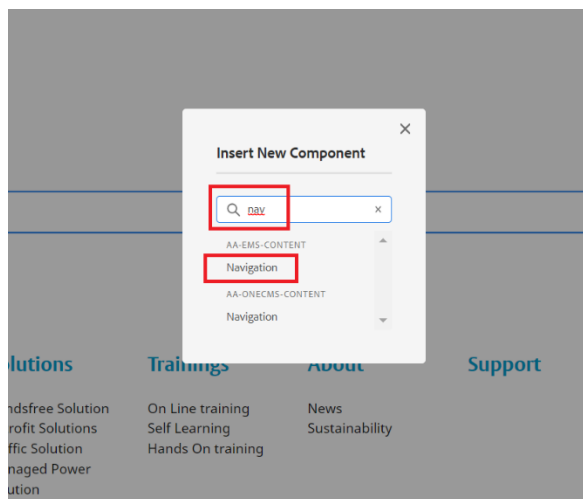 Insert New Component
nav
AA-EMS-CONTENT
Navigation
AA-ONECMS-CONTENT
Navigation
lutions Trainings About Support
ndsfree Solution On Line training News
rofit Solutions Self Learning Sustainability
ffic Solution Hands On training
naged Power
ution